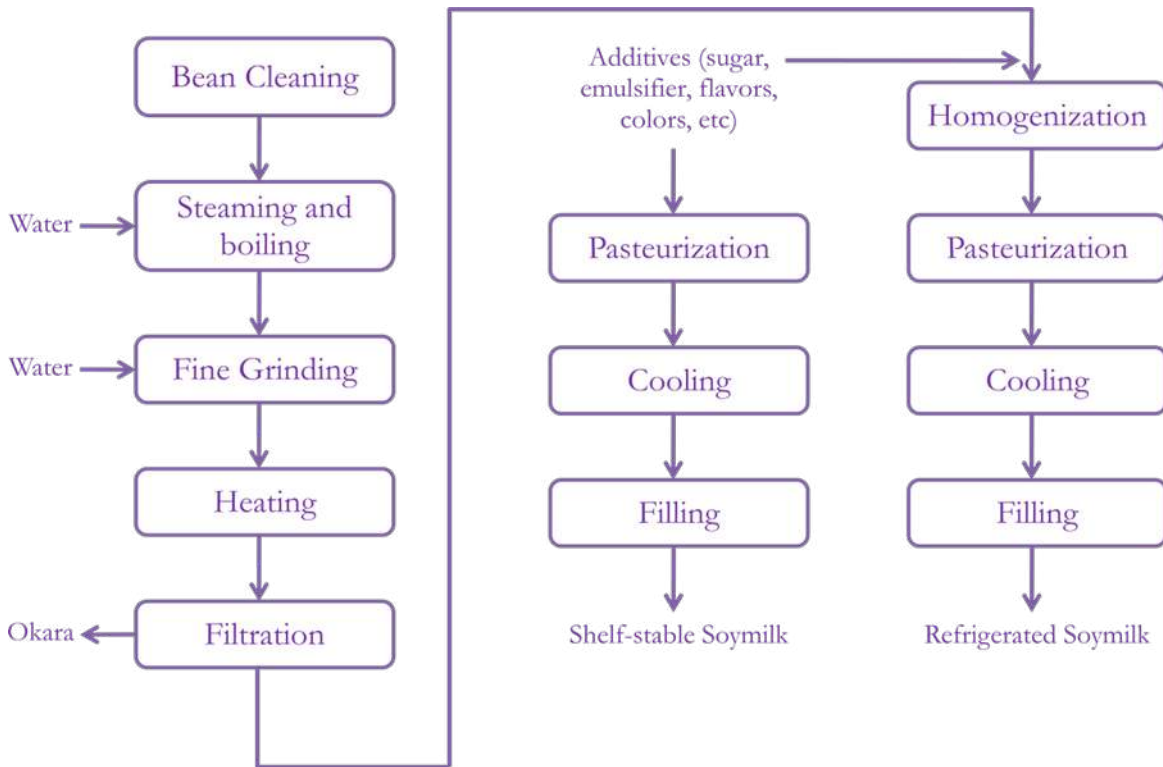 Bean Cleaning
Water
Steaming and
boiling
Water
Fine Grinding
Heating
Okara
Filtration
Additives (sugar,
emulsifier, flavors,
colors, etc)
Pasteurization
Cooling
Filling
Shelf-stable Soymilk
Homogenization
Pasteurization
Cooling
Filling
Refrigerated Soymilk